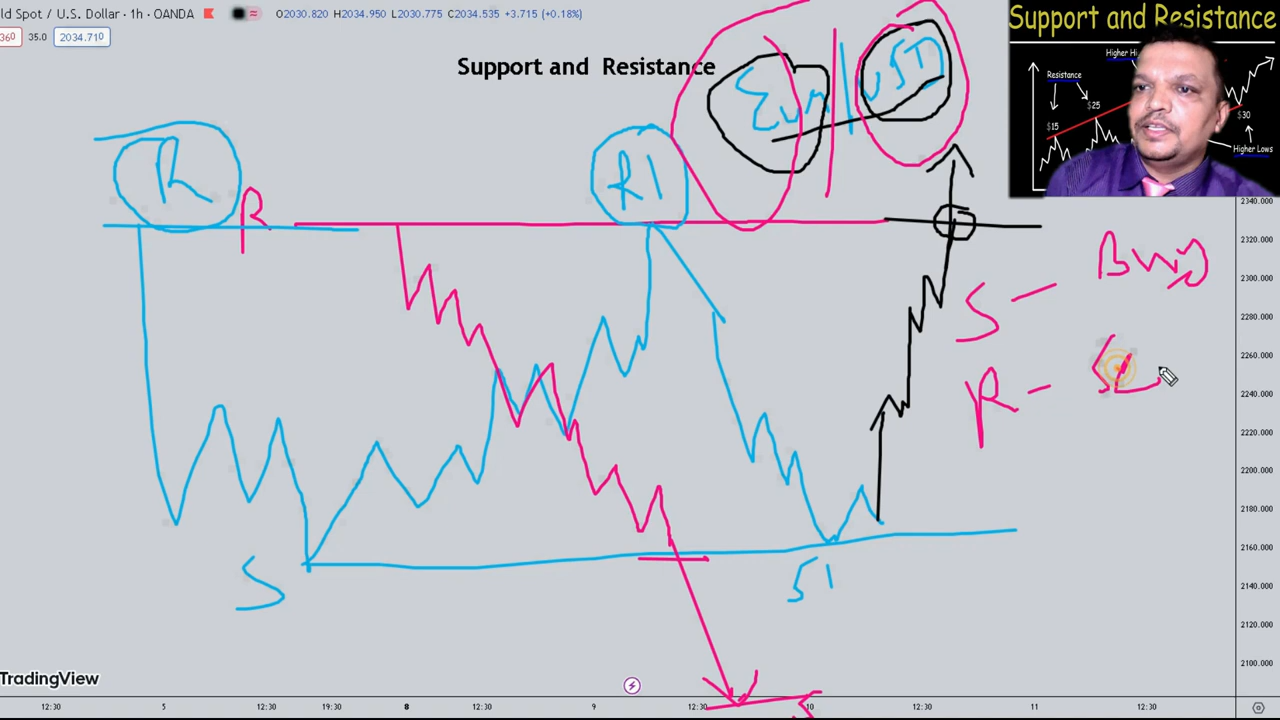 ld Spot / U.S. Dollar · 1h · OANDA O2030.820 H2034.950 L2030.775 C2034.535 +3.715 (+0.18%)
360 35.0 2034.710
Support and Resistance
Support and Resistance
Higher Hi
Resistance
$25
$15
$30
Higher Lows
Eur / USD
R
R
R1
S - Buy
R - S
S
S1
2340.000
2320.000
2300.000
2280.000
2260.000
2240.000
2220.000
2200.000
2180.000
2160.000
2140.000
2120.000
2100.000
TradingView
12:30 5 12:30 19:30 8 12:30 9 12:30 10 12:30 11 12:30